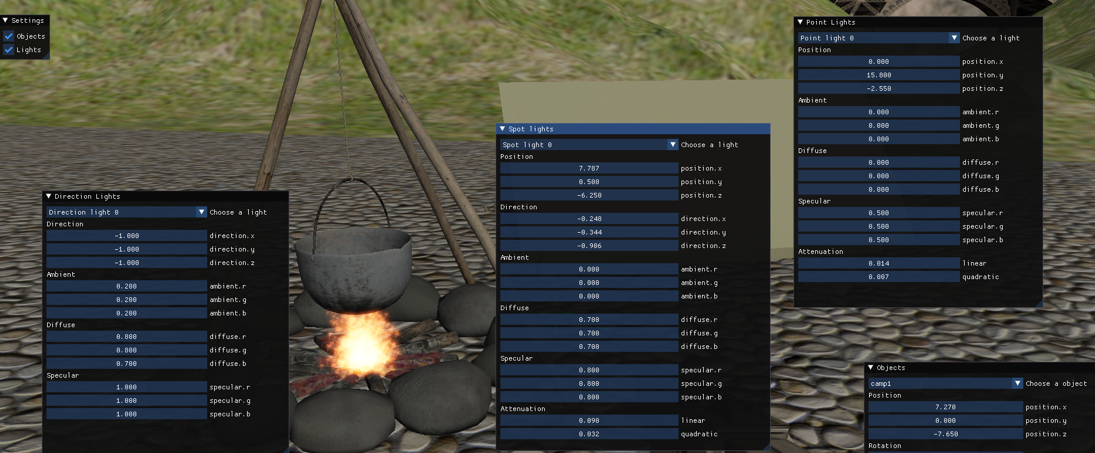 Settings
Objects
Lights
Direction Lights
Direction light 0 Choose a light
Direction
-1.000 direction.x
-1.000 direction.y
-1.000 direction.z
Ambient
0.200 ambient.r
0.200 ambient.g
0.200 ambient.b
Diffuse
0.800 diffuse.r
0.800 diffuse.g
0.700 diffuse.b
Specular
1.000 specular.r
1.000 specular.g
1.000 specular.b
Spot lights
Spot light 0 Choose a light
Position
7.787 position.x
0.500 position.y
-6.250 position.z
Direction
-0.248 direction.x
-0.344 direction.y
-0.906 direction.z
Ambient
0.000 ambient.r
0.000 ambient.g
0.000 ambient.b
Diffuse
0.700 diffuse.r
0.700 diffuse.g
0.700 diffuse.b
Specular
0.800 specular.r
0.800 specular.g
0.800 specular.b
Attenuation
0.090 linear
0.032 quadratic
Point Lights
Point light 0 Choose a light
Position
0.000 position.x
15.800 position.y
-2.550 position.z
Ambient
0.000 ambient.r
0.000 ambient.g
0.000 ambient.b
Diffuse
0.000 diffuse.r
0.000 diffuse.g
0.000 diffuse.b
Specular
0.500 specular.r
0.500 specular.g
0.500 specular.b
Attenuation
0.014 linear
0.007 quadratic
Objects
camp1 Choose a object
Position
7.270 position.x
0.000 position.y
-7.650 position.z
Rotation